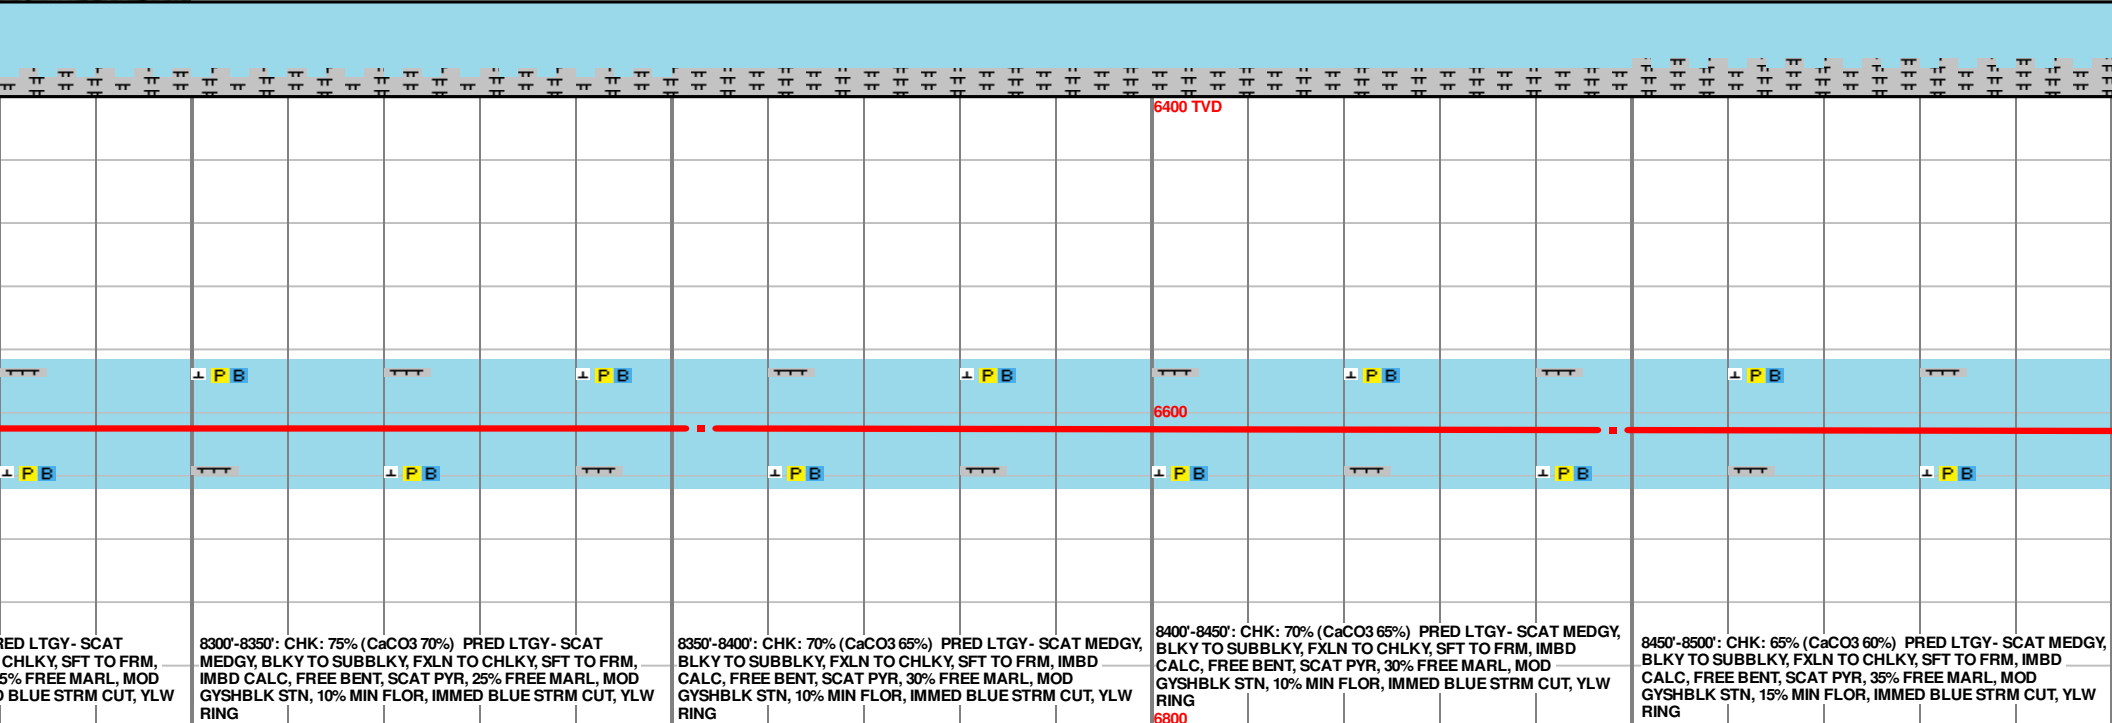 6400 TVD
P B
P B
P B
P B
P B
6600
P B
P B
P B
P B
P B
P B
RED LTGY- SCAT
CHLKY, SFT TO FRM,
5% FREE MARL, MOD
BLUE STRM CUT, YLW
8300'-8350': CHK: 75% (CaCO3 70%) PRED LTGY- SCAT
MEDGY, BLKY TO SUBBLKY, FXLN TO CHLKY, SFT TO FRM,
IMBD CALC, FREE BENT, SCAT PYR, 25% FREE MARL, MOD
GYSHBLK STN, 10% MIN FLOR, IMMED BLUE STRM CUT, YLW
RING
8350'-8400': CHK: 70% (CaCO3 65%) PRED LTGY- SCAT MEDGY,
BLKY TO SUBBLKY, FXLN TO CHLKY, SFT TO FRM, IMBD
CALC, FREE BENT, SCAT PYR, 30% FREE MARL, MOD
GYSHBLK STN, 10% MIN FLOR, IMMED BLUE STRM CUT, YLW
RING
8400'-8450': CHK: 70% (CaCO3 65%) PRED LTGY- SCAT MEDGY,
BLKY TO SUBBLKY, FXLN TO CHLKY, SFT TO FRM, IMBD
CALC, FREE BENT, SCAT PYR, 30% FREE MARL, MOD
GYSHBLK STN, 10% MIN FLOR, IMMED BLUE STRM CUT, YLW
RING
6800
8450'-8500': CHK: 65% (CaCO3 60%) PRED LTGY- SCAT MEDGY,
BLKY TO SUBBLKY, FXLN TO CHLKY, SFT TO FRM, IMBD
CALC, FREE BENT, SCAT PYR, 35% FREE MARL, MOD
GYSHBLK STN, 15% MIN FLOR, IMMED BLUE STRM CUT, YLW
RING